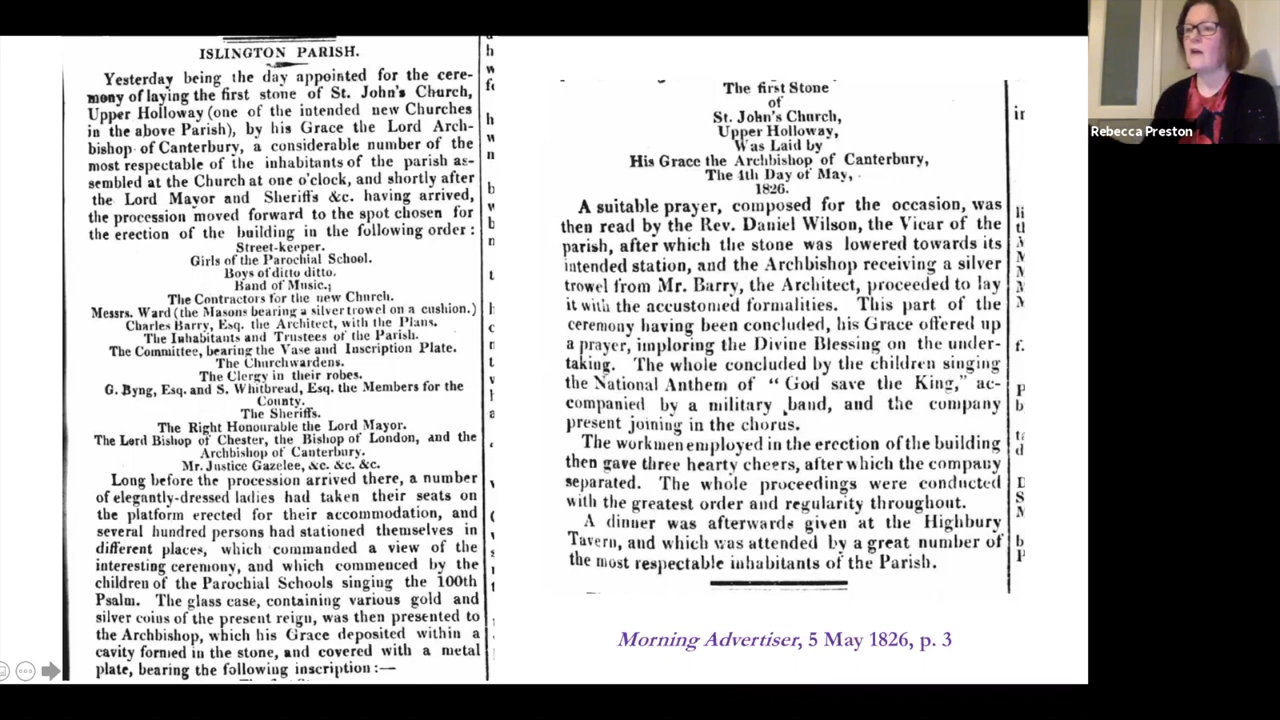 ISLINGTON PARISH.
Yesterday being the day appointed for the cere-
mony of laying the first stone of St. John's Church,
Upper Holloway (one of the intended new Churches
in the above Parish), by his Grace the Lord Arch-
bishop of Canterbury, a considerable number of the
most respectable of the inhabitants of the parish as-
sembled at the Church at one o'clock, and shortly after
the Lord Mayor and Sheriffs &c. having arrived,
the procession moved forward to the spot chosen for
the erection of the building in the following order :
Street-keeper.
Girls of the Parochial School.
Boys of ditto ditto.
Band of Music.;
The Contractors for the new Church.
Messrs. Ward (the Masons bearing a silver trowel on a cushion.)
Charles Barry, Esq. the Architect, with the Plans.
The Inhabitants and Trustees of the Parish.
The Committee, bearing the Vase and Inscription Plate.
The Churchwardens.
The Clergy in their robes.
G. Byng, Esq. and S. Whitbread, Esq. the Members for the
County.
The Sheriffs.
The Right Honourable the Lord Mayor.
The Lord Bishop of Chester, the Bishop of London, and the
Archbishop of Canterbury.
Mr. Justice Gazelee, &c. &c. &c.
Long before the procession arrived there, a number
of elegantly-dressed ladies had taken their seats on
the platform erected for their accommodation, and
several hundred persons had stationed themselves in
different places, which commanded a view of the
interesting ceremony, and which commenced by the
children of the Parochial Schools singing the 100th
Psalm. The glass case, containing various gold and
silver coins of the present reign, was then presented to
the Archbishop, which his Grace deposited within a
cavity formed in the stone, and covered with a metal
plate, bearing the following inscription :—
The first Stone
of
St. John's Church,
Upper Holloway,
Was Laid by
His Grace the Archbishop of Canterbury,
The 4th Day of May,
1826.
A suitable prayer, composed for the occasion, was
then read by the Rev. Daniel Wilson, the Vicar of the
parish, after which the stone was lowered towards its
intended station, and the Archbishop receiving a silver
trowel from Mr. Barry, the Architect, proceeded to lay
it with the accustomed formalities. This part of the
ceremony having been concluded, his Grace offered up
a prayer, imploring the Divine Blessing on the under-
taking. The whole concluded by the children singing
the National Anthem of "God save the King," ac-
companied by a military band, and the company
present joining in the chorus.
The workmen employed in the erection of the building
then gave three hearty cheers, after which the company
separated. The whole proceedings were conducted
with the greatest order and regularity throughout.
A dinner was afterwards given at the Highbury
Tavern, and which was attended by a great number of
the most respectable inhabitants of the Parish.
Morning Advertiser, 5 May 1826, p. 3
Rebecca Preston